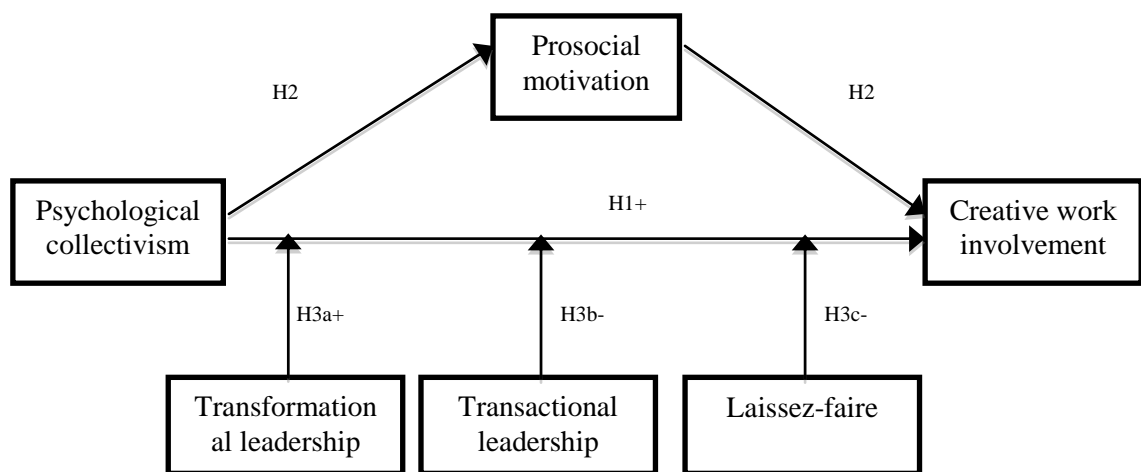 Prosocial
motivation
H2
H2
Psychological
collectivism
H1+
Creative work
involvement
H3a+
H3b-
H3c-
Transformation
al leadership
Transactional
leadership
Laissez-faire